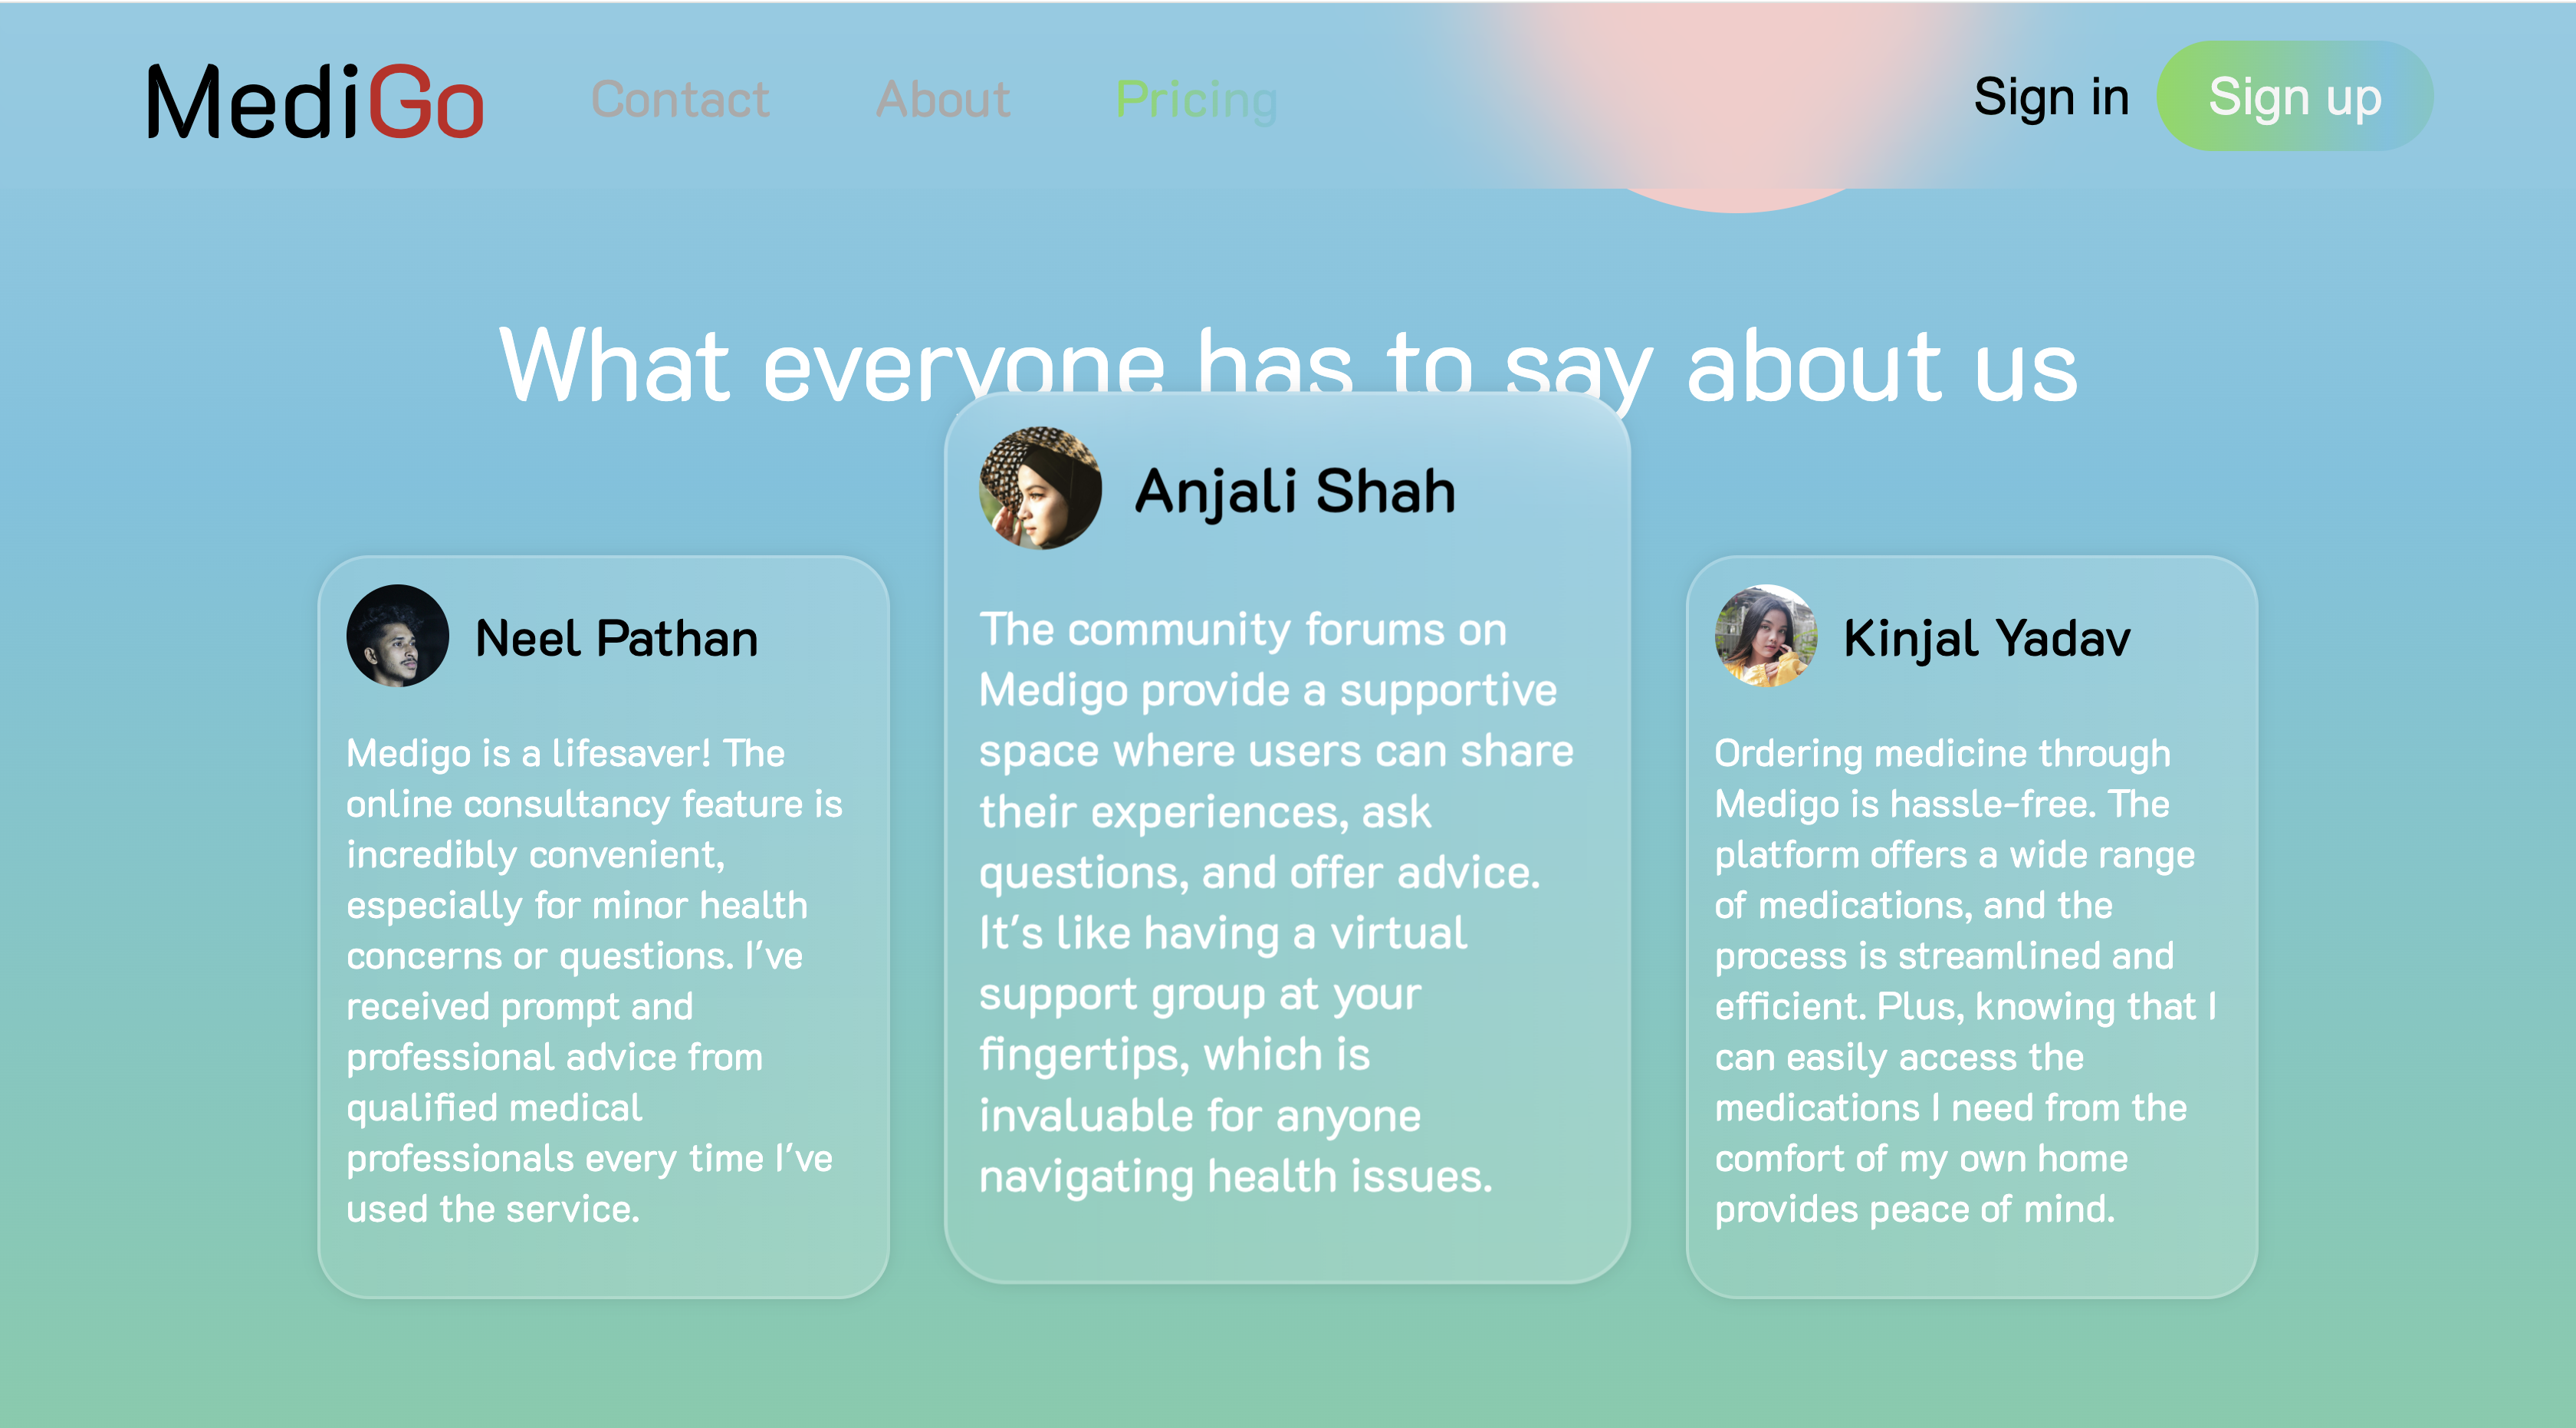 MediGo
Contact
About
Pricing
Sign in
Sign up
What everyone has to say about us
Neel Pathan
Medigo is a lifesaver! The
online consultancy feature is
incredibly convenient,
especially for minor health
concerns or questions. I've
received prompt and
professional advice from
qualified medical
professionals every time I've
used the service.
Anjali Shah
The community forums on
Medigo provide a supportive
space where users can share
their experiences, ask
questions, and offer advice.
It's like having a virtual
support group at your
fingertips, which is
invaluable for anyone
navigating health issues.
Kinjal Yadav
Ordering medicine through
Medigo is hassle-free. The
platform offers a wide range
of medications, and the
process is streamlined and
efficient. Plus, knowing that I
can easily access the
medications I need from the
comfort of my own home
provides peace of mind.